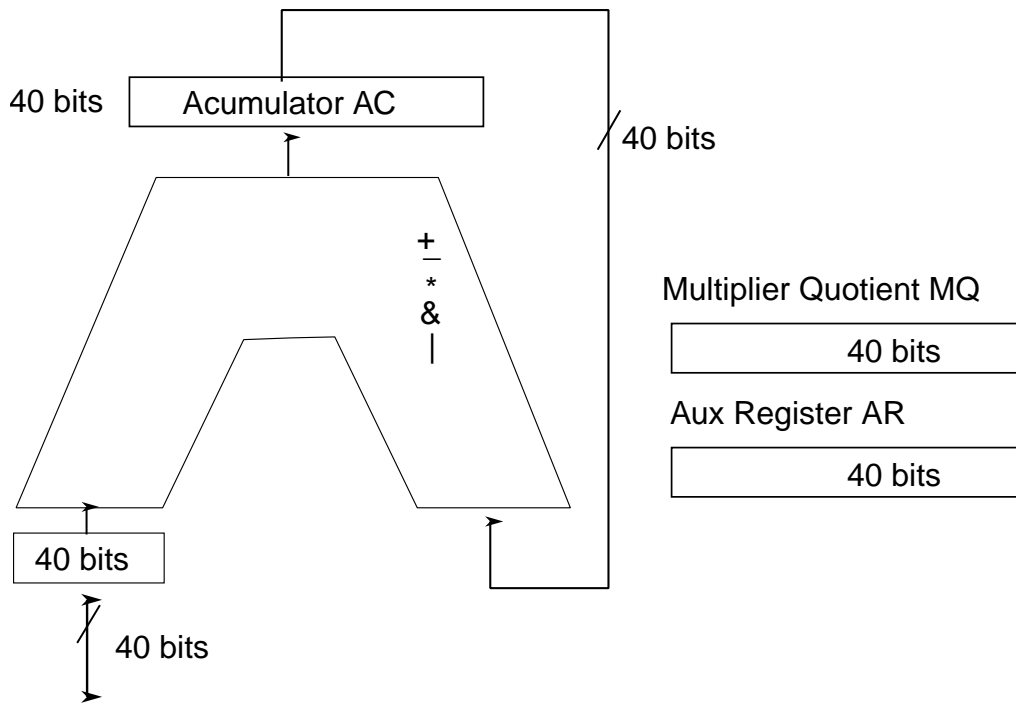 40 bits
Acumulator AC
40 bits
+
–
*
&
|
Multiplier Quotient MQ
40 bits
Aux Register AR
40 bits
40 bits
40 bits